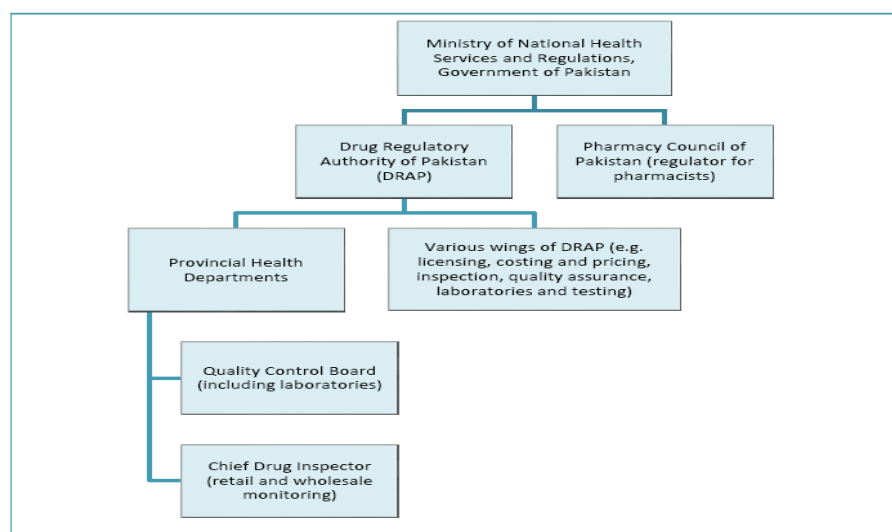 Ministry of National Health
Services and Regulations,
Government of Pakistan
Drug Regulatory
Authority of Pakistan
(DRAP)
Pharmacy Council of
Pakistan (regulator for
pharmacists)
Provincial Health
Departments
Various wings of DRAP (e.g.
licensing, costing and pricing,
inspection, quality assurance,
laboratories and testing)
Quality Control Board
(including laboratories)
Chief Drug Inspector
(retail and wholesale
monitoring)